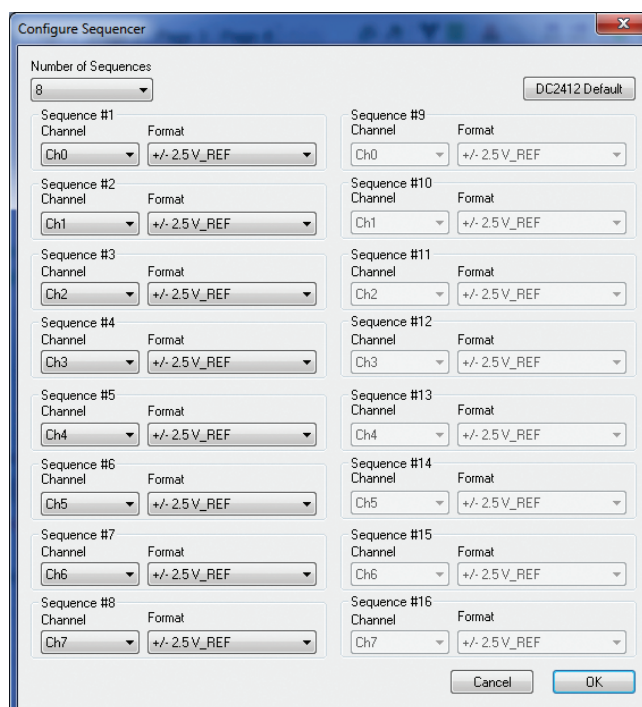 Configure Sequencer
Number of Sequences
8
DC2412 Default
Sequence #1
Channel Format
Ch0 +/- 2.5 V_REF
Sequence #2
Channel Format
Ch1 +/- 2.5 V_REF
Sequence #3
Channel Format
Ch2 +/- 2.5 V_REF
Sequence #4
Channel Format
Ch3 +/- 2.5 V_REF
Sequence #5
Channel Format
Ch4 +/- 2.5 V_REF
Sequence #6
Channel Format
Ch5 +/- 2.5 V_REF
Sequence #7
Channel Format
Ch6 +/- 2.5 V_REF
Sequence #8
Channel Format
Ch7 +/- 2.5 V_REF
Sequence #9
Channel Format
Ch0 +/- 2.5 V_REF
Sequence #10
Channel Format
Ch1 +/- 2.5 V_REF
Sequence #11
Channel Format
Ch2 +/- 2.5 V_REF
Sequence #12
Channel Format
Ch3 +/- 2.5 V_REF
Sequence #13
Channel Format
Ch4 +/- 2.5 V_REF
Sequence #14
Channel Format
Ch5 +/- 2.5 V_REF
Sequence #15
Channel Format
Ch6 +/- 2.5 V_REF
Sequence #16
Channel Format
Ch7 +/- 2.5 V_REF
Cancel OK